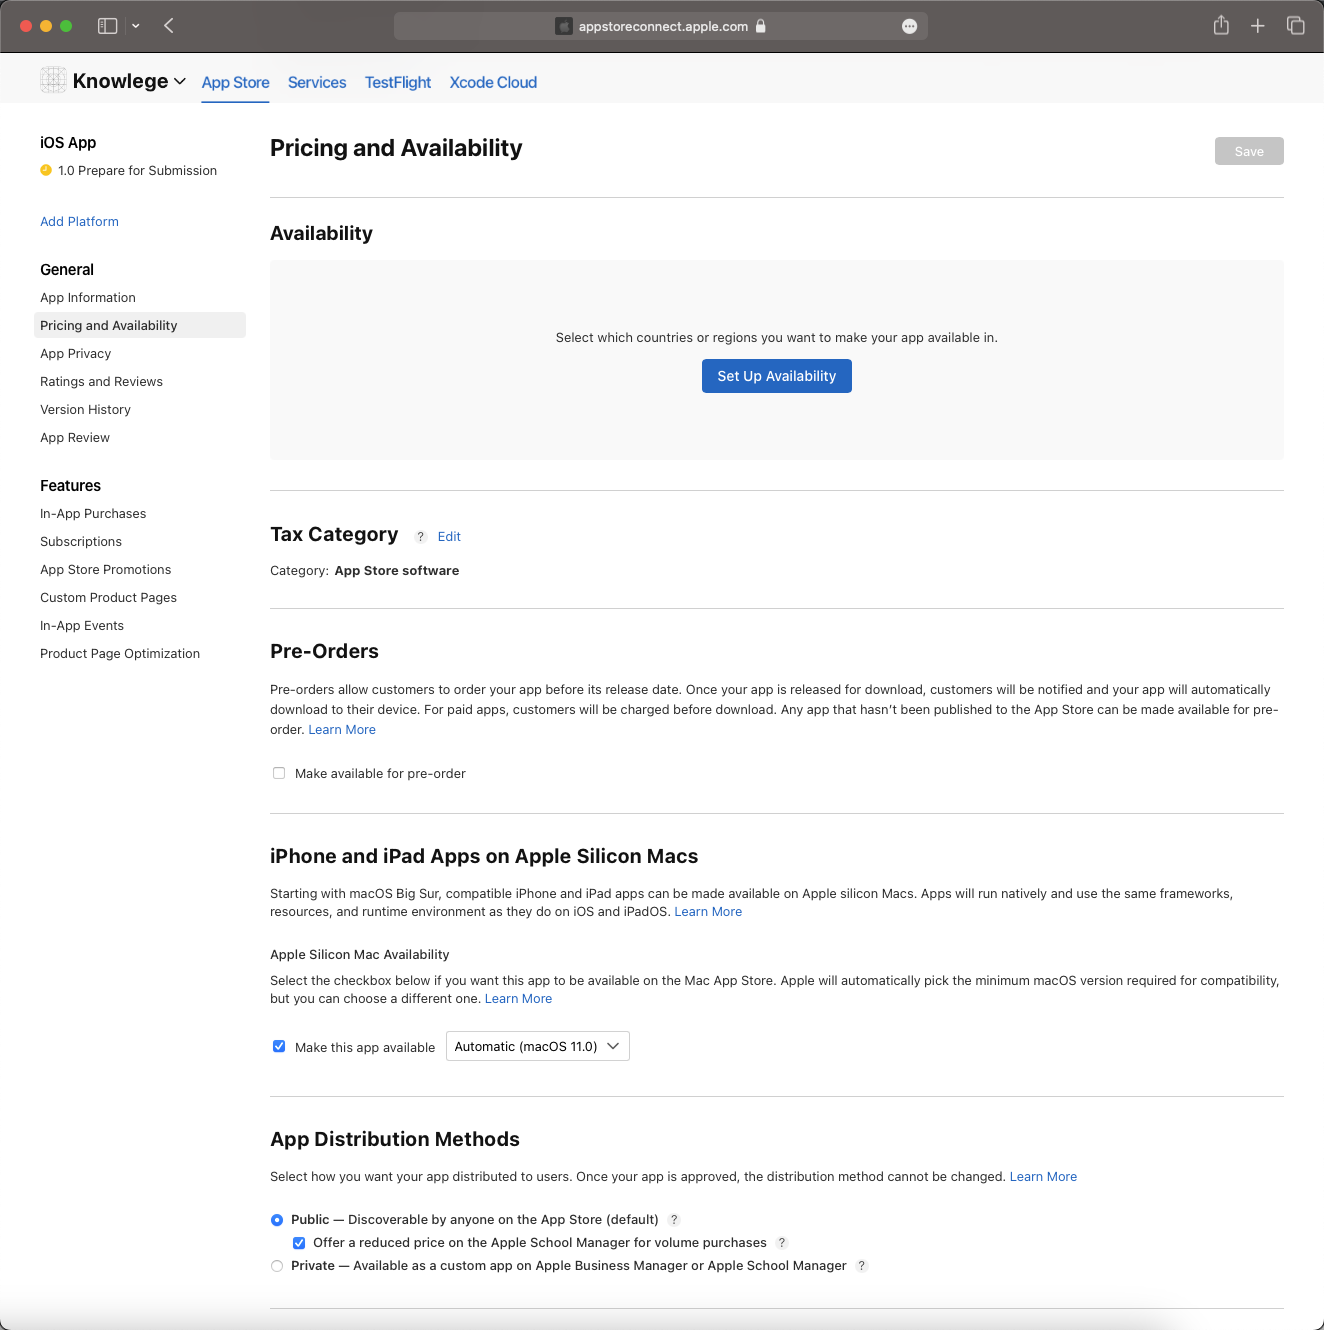 appstoreconnect.apple.com
Knowlege
App Store
Services
TestFlight
Xcode Cloud
iOS App
1.0 Prepare for Submission
Add Platform
General
App Information
Pricing and Availability
App Privacy
Ratings and Reviews
Version History
App Review
Features
In-App Purchases
Subscriptions
App Store Promotions
Custom Product Pages
In-App Events
Product Page Optimization
Pricing and Availability
Save
Availability
Select which countries or regions you want to make your app available in.
Set Up Availability
Tax Category ? Edit
Category: App Store software
Pre-Orders
Pre-orders allow customers to order your app before its release date. Once your app is released for download, customers will be notified and your app will automatically
download to their device. For paid apps, customers will be charged before download. Any app that hasn't been published to the App Store can be made available for pre-
order. Learn More
Make available for pre-order
iPhone and iPad Apps on Apple Silicon Macs
Starting with macOS Big Sur, compatible iPhone and iPad apps can be made available on Apple silicon Macs. Apps will run natively and use the same frameworks,
resources, and runtime environment as they do on iOS and iPadOS. Learn More
Apple Silicon Mac Availability
Select the checkbox below if you want this app to be available on the Mac App Store. Apple will automatically pick the minimum macOS version required for compatibility,
but you can choose a different one. Learn More
Make this app available Automatic (macOS 11.0)
App Distribution Methods
Select how you want your app distributed to users. Once your app is approved, the distribution method cannot be changed. Learn More
Public — Discoverable by anyone on the App Store (default) ?
Offer a reduced price on the Apple School Manager for volume purchases ?
Private — Available as a custom app on Apple Business Manager or Apple School Manager ?